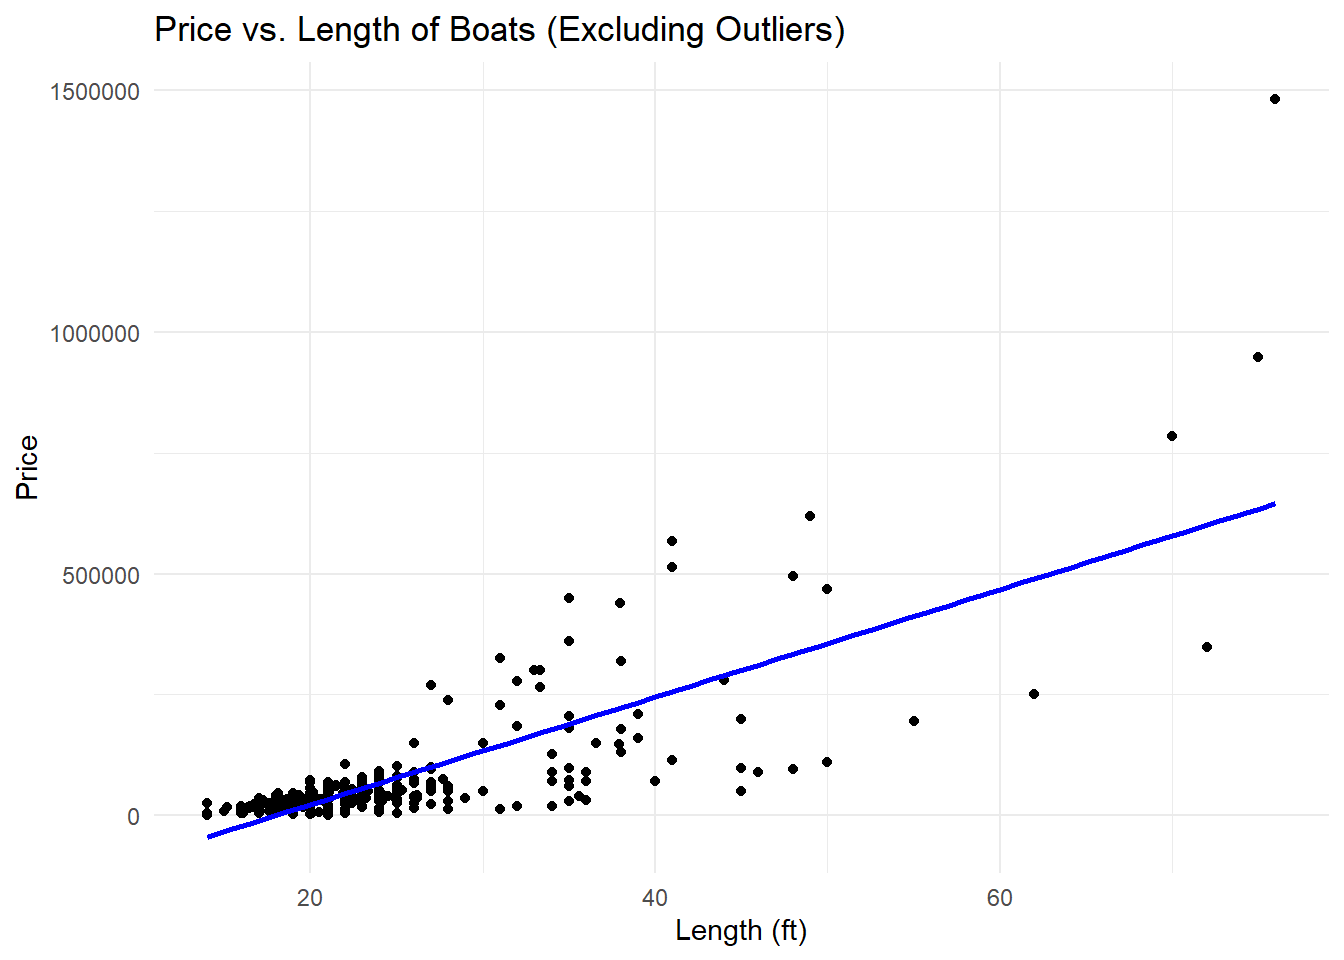 Price vs. Length of Boats (Excluding Outliers)
1500000
1000000
500000
0
Price
20
40
60
Length (ft)